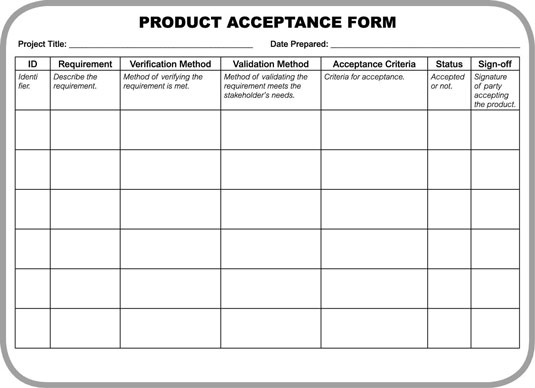 PRODUCT ACCEPTANCE FORM
Project Title: Date Prepared:
ID Requirement Verification Method Validation Method Acceptance Criteria Status Sign-off
Identi
fier.
Describe the
requirement.
Method of verifying the
requirement is met.
Method of validating the
requirement meets the
stakeholder's needs.
Criteria for acceptance.
Accepted
or not.
Signature
of party
accepting
the product.